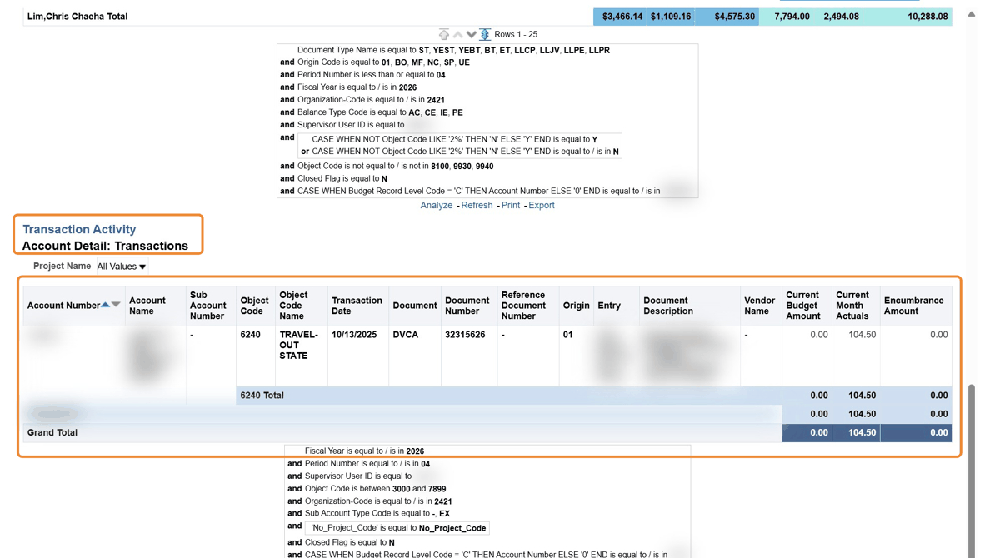 Lim,Chris Chaeha Total $3,466.14 $1,109.16 $4,575.30 7,794.00 2,494.08 10,288.08
Rows 1 - 25
Document Type Name is equal to ST, YEST, YEBT, BT, ET, LLCP, LLJV, LLPE, LLPR
and Origin Code is equal to 01, BO, MF, NC, SP, UE
and Period Number is less than or equal to 04
and Fiscal Year is equal to / is in 2026
and Organization-Code is equal to / is in 2421
and Balance Type Code is equal to AC, CE, IE, PE
and Supervisor User ID is equal to
and CASE WHEN NOT Object Code LIKE '2%' THEN 'N' ELSE 'Y' END is equal to Y
or CASE WHEN NOT Object Code LIKE '2%' THEN 'N' ELSE 'Y' END is equal to / is in N
and Object Code is not equal to / is not in 8100, 9930, 9940
and Closed Flag is equal to N
and CASE WHEN Budget Record Level Code = 'C' THEN Account Number ELSE '0' END is equal to / is in
Analyze - Refresh - Print - Export
Transaction Activity
Account Detail: Transactions
Project Name All Values
Account Number Account Name Sub Account Number Object Code Object Code Name Transaction Date Document Document Number Reference Document Number Origin Entry Document Description Vendor Name Current Budget Amount Current Month Actuals Encumbrance Amount
- 6240 TRAVEL-OUT STATE 10/13/2025 DVCA 32315626 - 01 - 0.00 104.50 0.00
6240 Total 0.00 104.50 0.00
0.00 104.50 0.00
Grand Total 0.00 104.50 0.00
Fiscal Year is equal to / is in 2026
and Period Number is equal to / is in 04
and Supervisor User ID is equal to
and Object Code is between 3000 and 7899
and Organization-Code is equal to / is in 2421
and Sub Account Type Code is equal to -, EX
and 'No_Project_Code' is equal to No_Project_Code
and Closed Flag is equal to N
and CASE WHEN Budget Record Level Code = 'C' THEN Account Number ELSE '0' END is equal to / is in